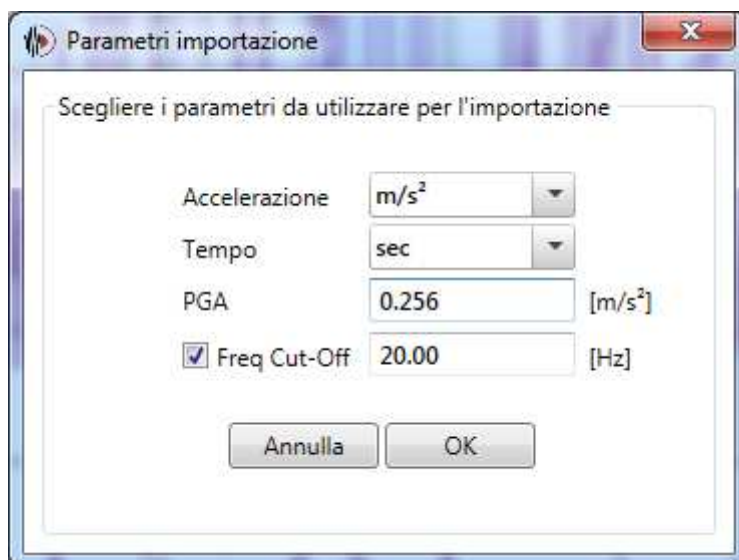 Parametri importazione
Scegliere i parametri da utilizzare per l'importazione
Accelerazione m/s²
Tempo sec
PGA 0.256 [m/s²]
Freq Cut-Off 20.00 [Hz]
Annulla OK